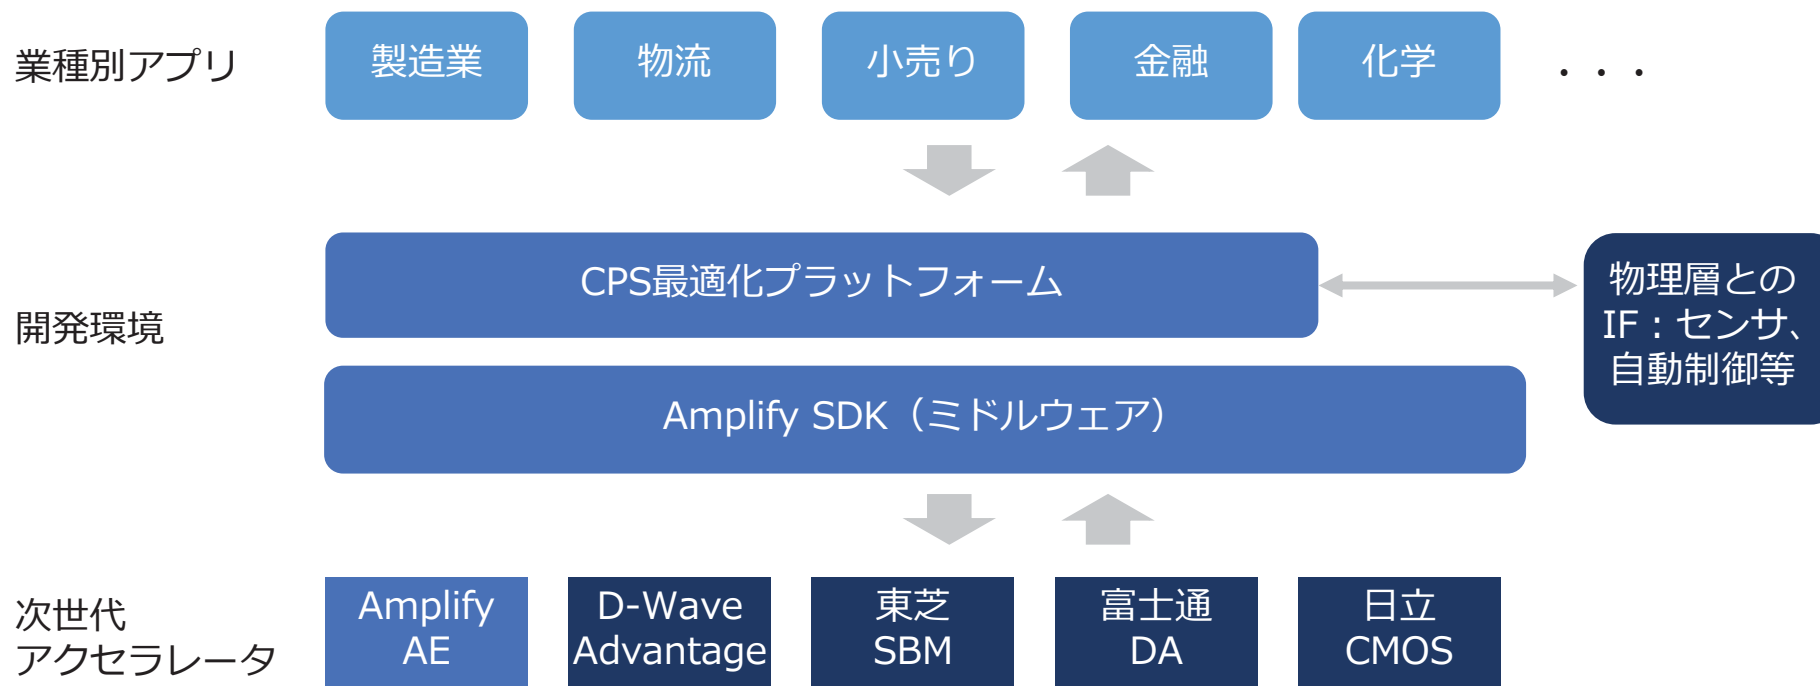 業種別アプリ
製造業
物流
小売り
金融
化学
・・・
開発環境
CPS最適化プラットフォーム
物理層との
IF：センサ、
自動制御等
Amplify SDK（ミドルウェア）
次世代
アクセラレータ
Amplify
AE
D-Wave
Advantage
東芝
SBM
富士通
DA
日立
CMOS